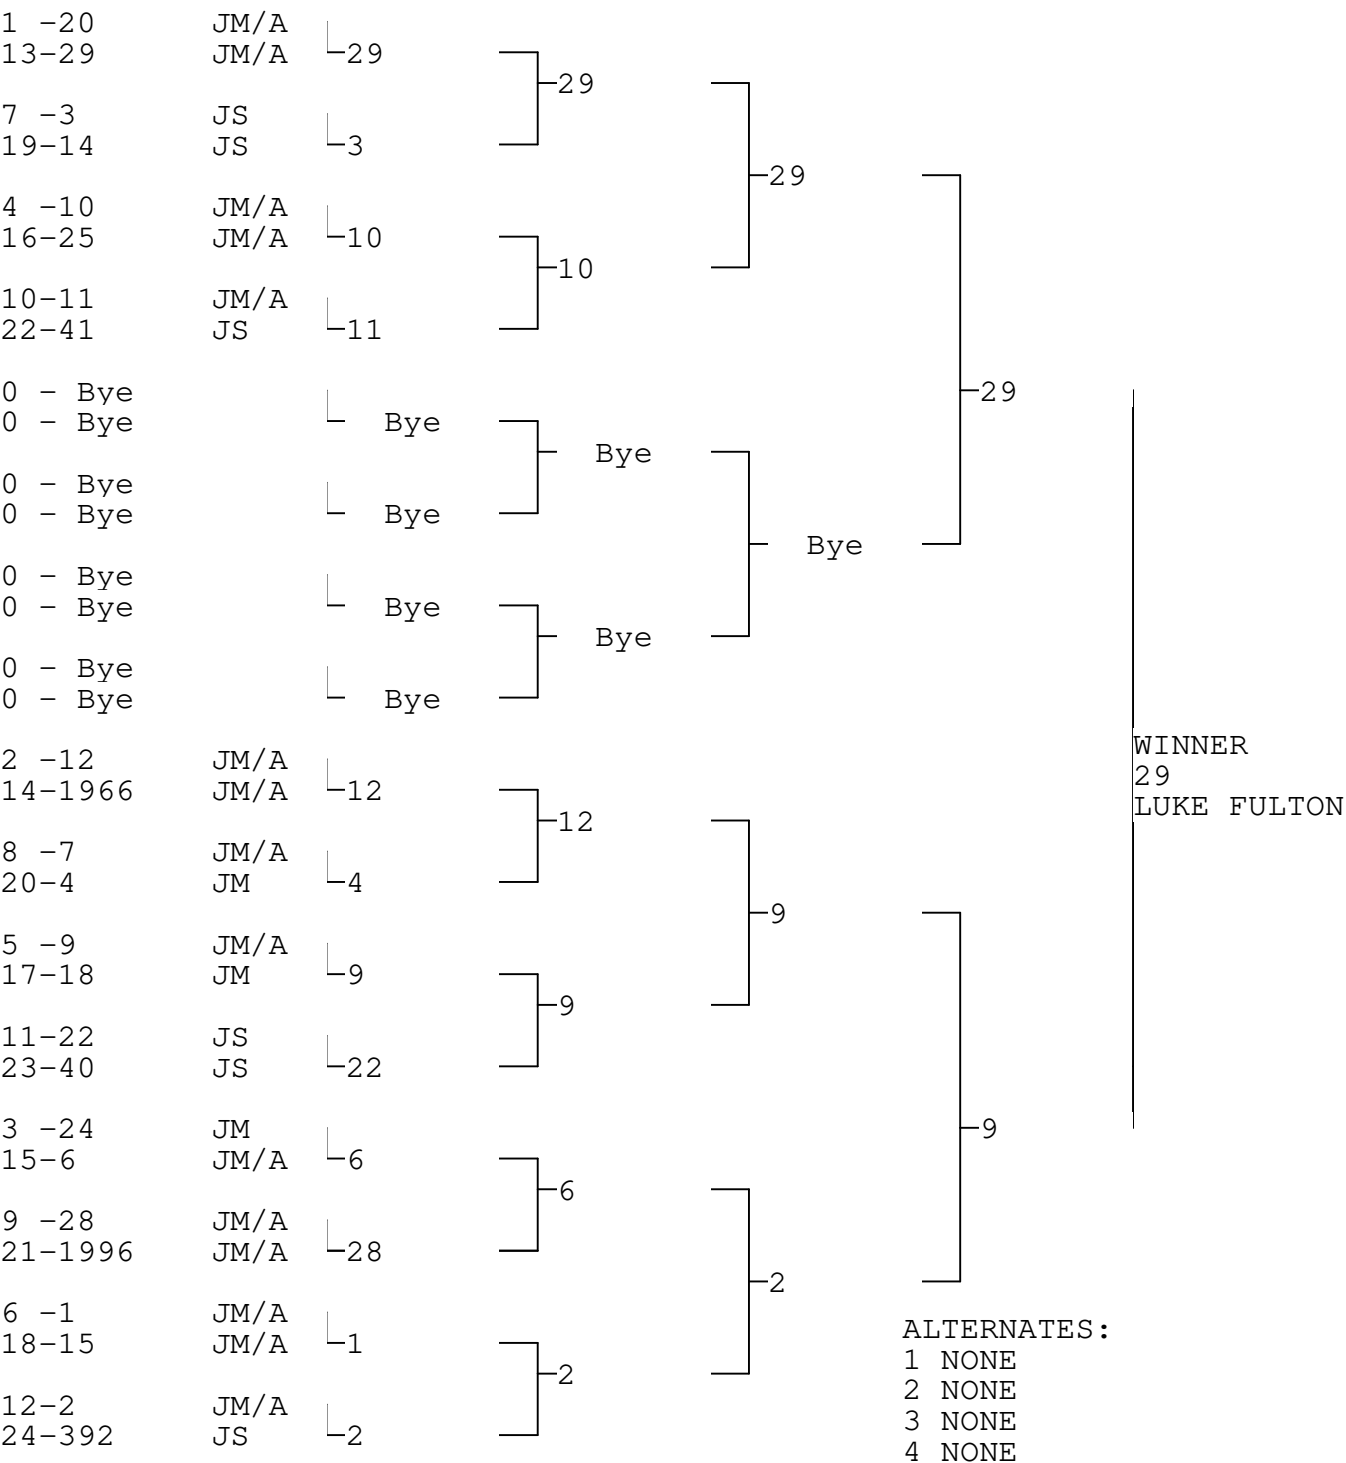 1 -20 JM/A
13-29 JM/A 29
29
7 -3 JS
19-14 JS 3
29
4 -10 JM/A
16-25 JM/A 10
10
10-11 JM/A
22-41 JS 11
0 - Bye 29
0 - Bye Bye
Bye
0 - Bye
0 - Bye Bye
Bye
0 - Bye
0 - Bye Bye
Bye
0 - Bye
0 - Bye Bye
WINNER
2 -12 JM/A
29
14-1966 JM/A 12
LUKE FULTON
12
8 -7 JM/A
20-4 JM 4
9
5 -9 JM/A
17-18 JM 9
9
11-22 JS
23-40 JS 22
3 -24 JM 9
15-6 JM/A 6
6
9 -28 JM/A
21-1996 JM/A 28
2
6 -1 JM/A
18-15 JM/A 1
2
12-2 JM/A
24-392 JS 2
ALTERNATES:
1 NONE
2 NONE
3 NONE
4 NONE